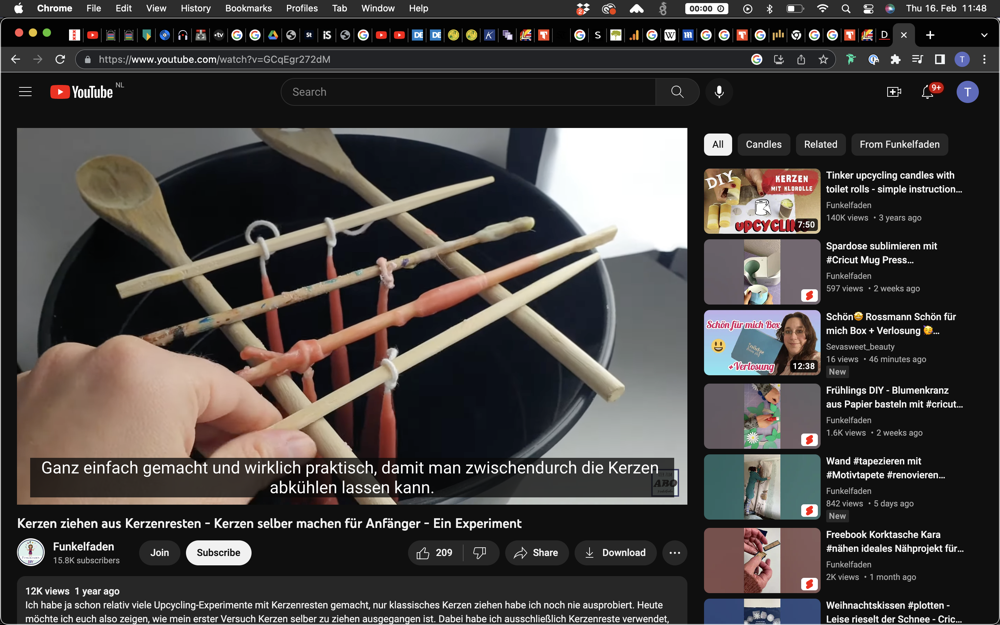 Chrome File Edit View History Bookmarks Profiles Tab Window Help
00:00
Thu 16. Feb 11:48
https://www.youtube.com/watch?v=GCqEgr272dM
T
YouTube NL
Search
9+
T
Ganz einfach gemacht und wirklich praktisch, damit man zwischendurch die Kerzen
abkühlen lassen kann.
ABO
Kerzen ziehen aus Kerzenresten - Kerzen selber machen für Anfänger - Ein Experiment
Funkelfaden
15.8K subscribers
Join
Subscribe
209
Share
Download
12K views 1 year ago
Ich habe ja schon relativ viele Upcycling-Experimente mit Kerzenresten gemacht, nur klassisches Kerzen ziehen habe ich noch nie ausprobiert. Heute
möchte ich euch also zeigen, wie mein erster Versuch Kerzen selber zu ziehen ausgegangen ist. Dabei habe ich ausschließlich Kerzenreste verwendet,
All Candles Related From Funkelfaden
DIY
KERZEN
MIT KLOROLLE
UPCYCLING
7:50
Tinker upcycling candles with
toilet rolls - simple instruction...
Funkelfaden
140K views • 3 years ago
Spardose sublimieren mit
#Cricut Mug Press...
Funkelfaden
597 views • 2 weeks ago
Schön für mich Box
+Verlosung
12:38
Schön🤩 Rossmann Schön für
mich Box + Verlosung 🥰...
Sevasweet_beauty
16 views • 46 minutes ago
New
Frühlings DIY - Blumenkranz
aus Papier basteln mit #cricut...
Funkelfaden
1.6K views • 2 weeks ago
Wand #tapezieren mit
#Motivtapete #renovieren...
Funkelfaden
842 views • 5 days ago
New
Freebook Korktasche Kara
#nähen ideales Nähprojekt für...
Funkelfaden
2K views • 1 month ago
Weihnachtskissen #plotten -
Leise rieselt der Schnee - Cric...